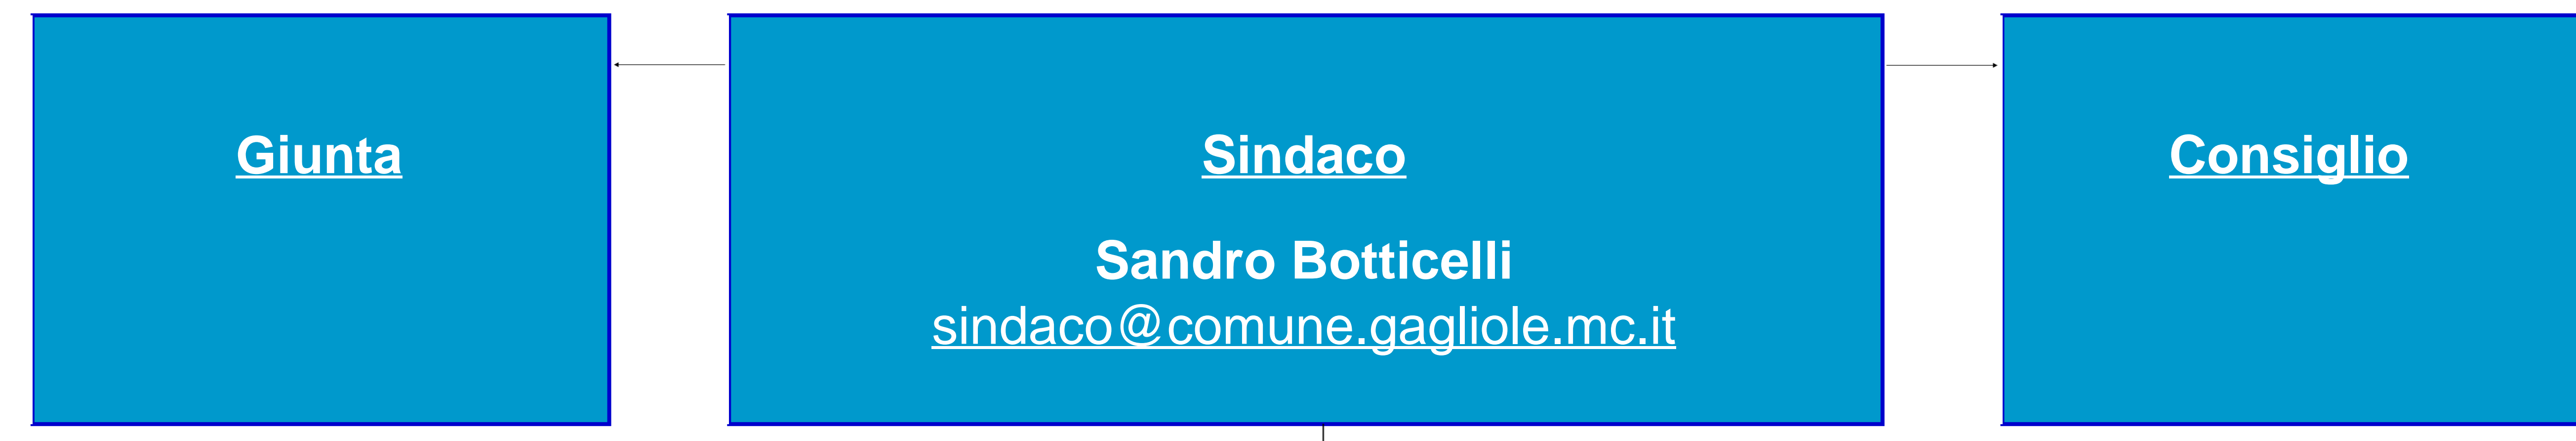 Giunta
Sindaco
Sandro Botticelli
sindaco@comune.gagliole.mc.it
Consiglio